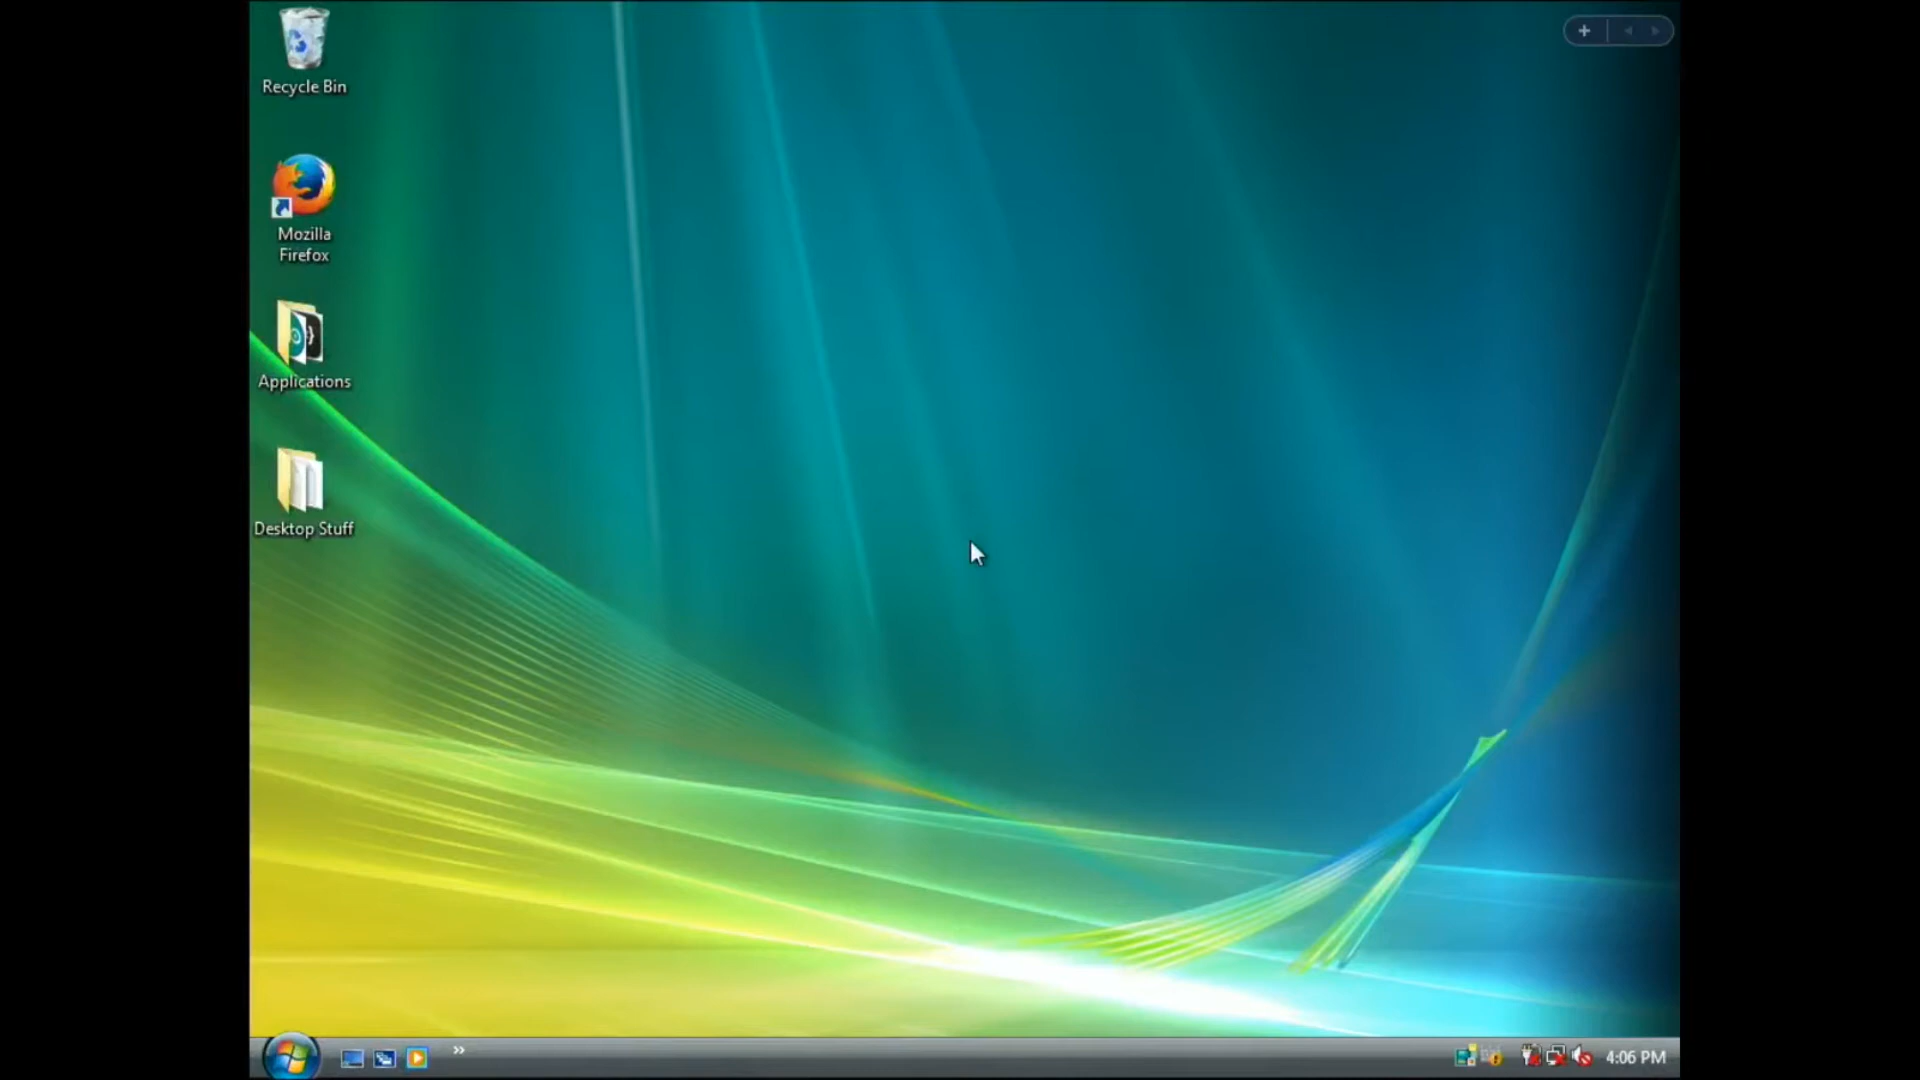 Recycle Bin
Mozilla
Firefox
Applications
Desktop Stuff
4:06 PM